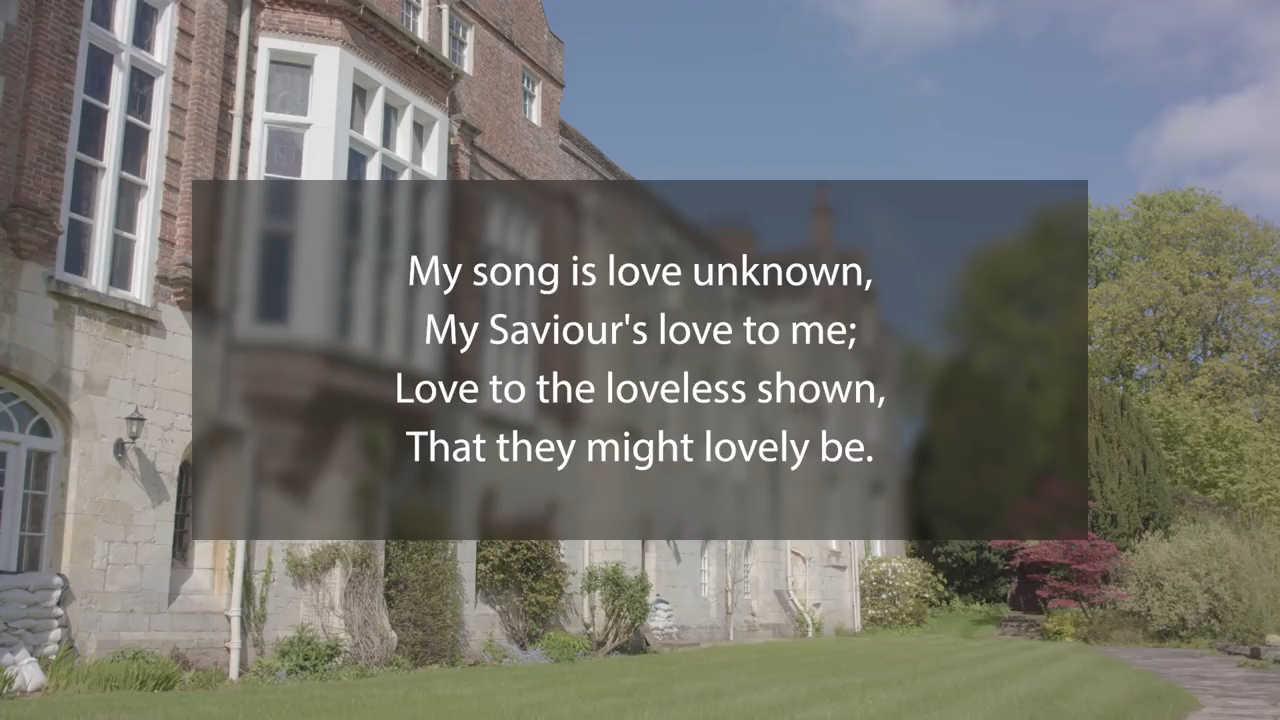 My song is love unknown,
My Saviour's love to me;
Love to the loveless shown,
That they might lovely be.